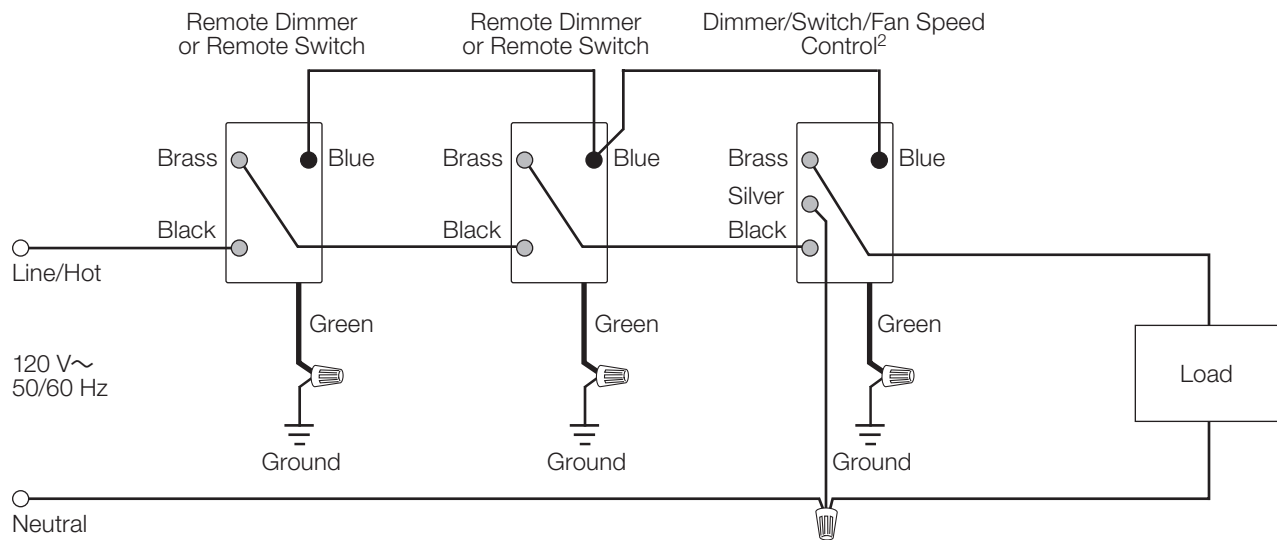 Remote Dimmer
or Remote Switch
Remote Dimmer
or Remote Switch
Dimmer/Switch/Fan Speed
Control²
Brass
Blue
Brass
Blue
Brass
Blue
Silver
Black
Black
Black
Line/Hot
Green
Green
Green
120 V~
50/60 Hz
Load
Ground
Ground
Ground
Neutral